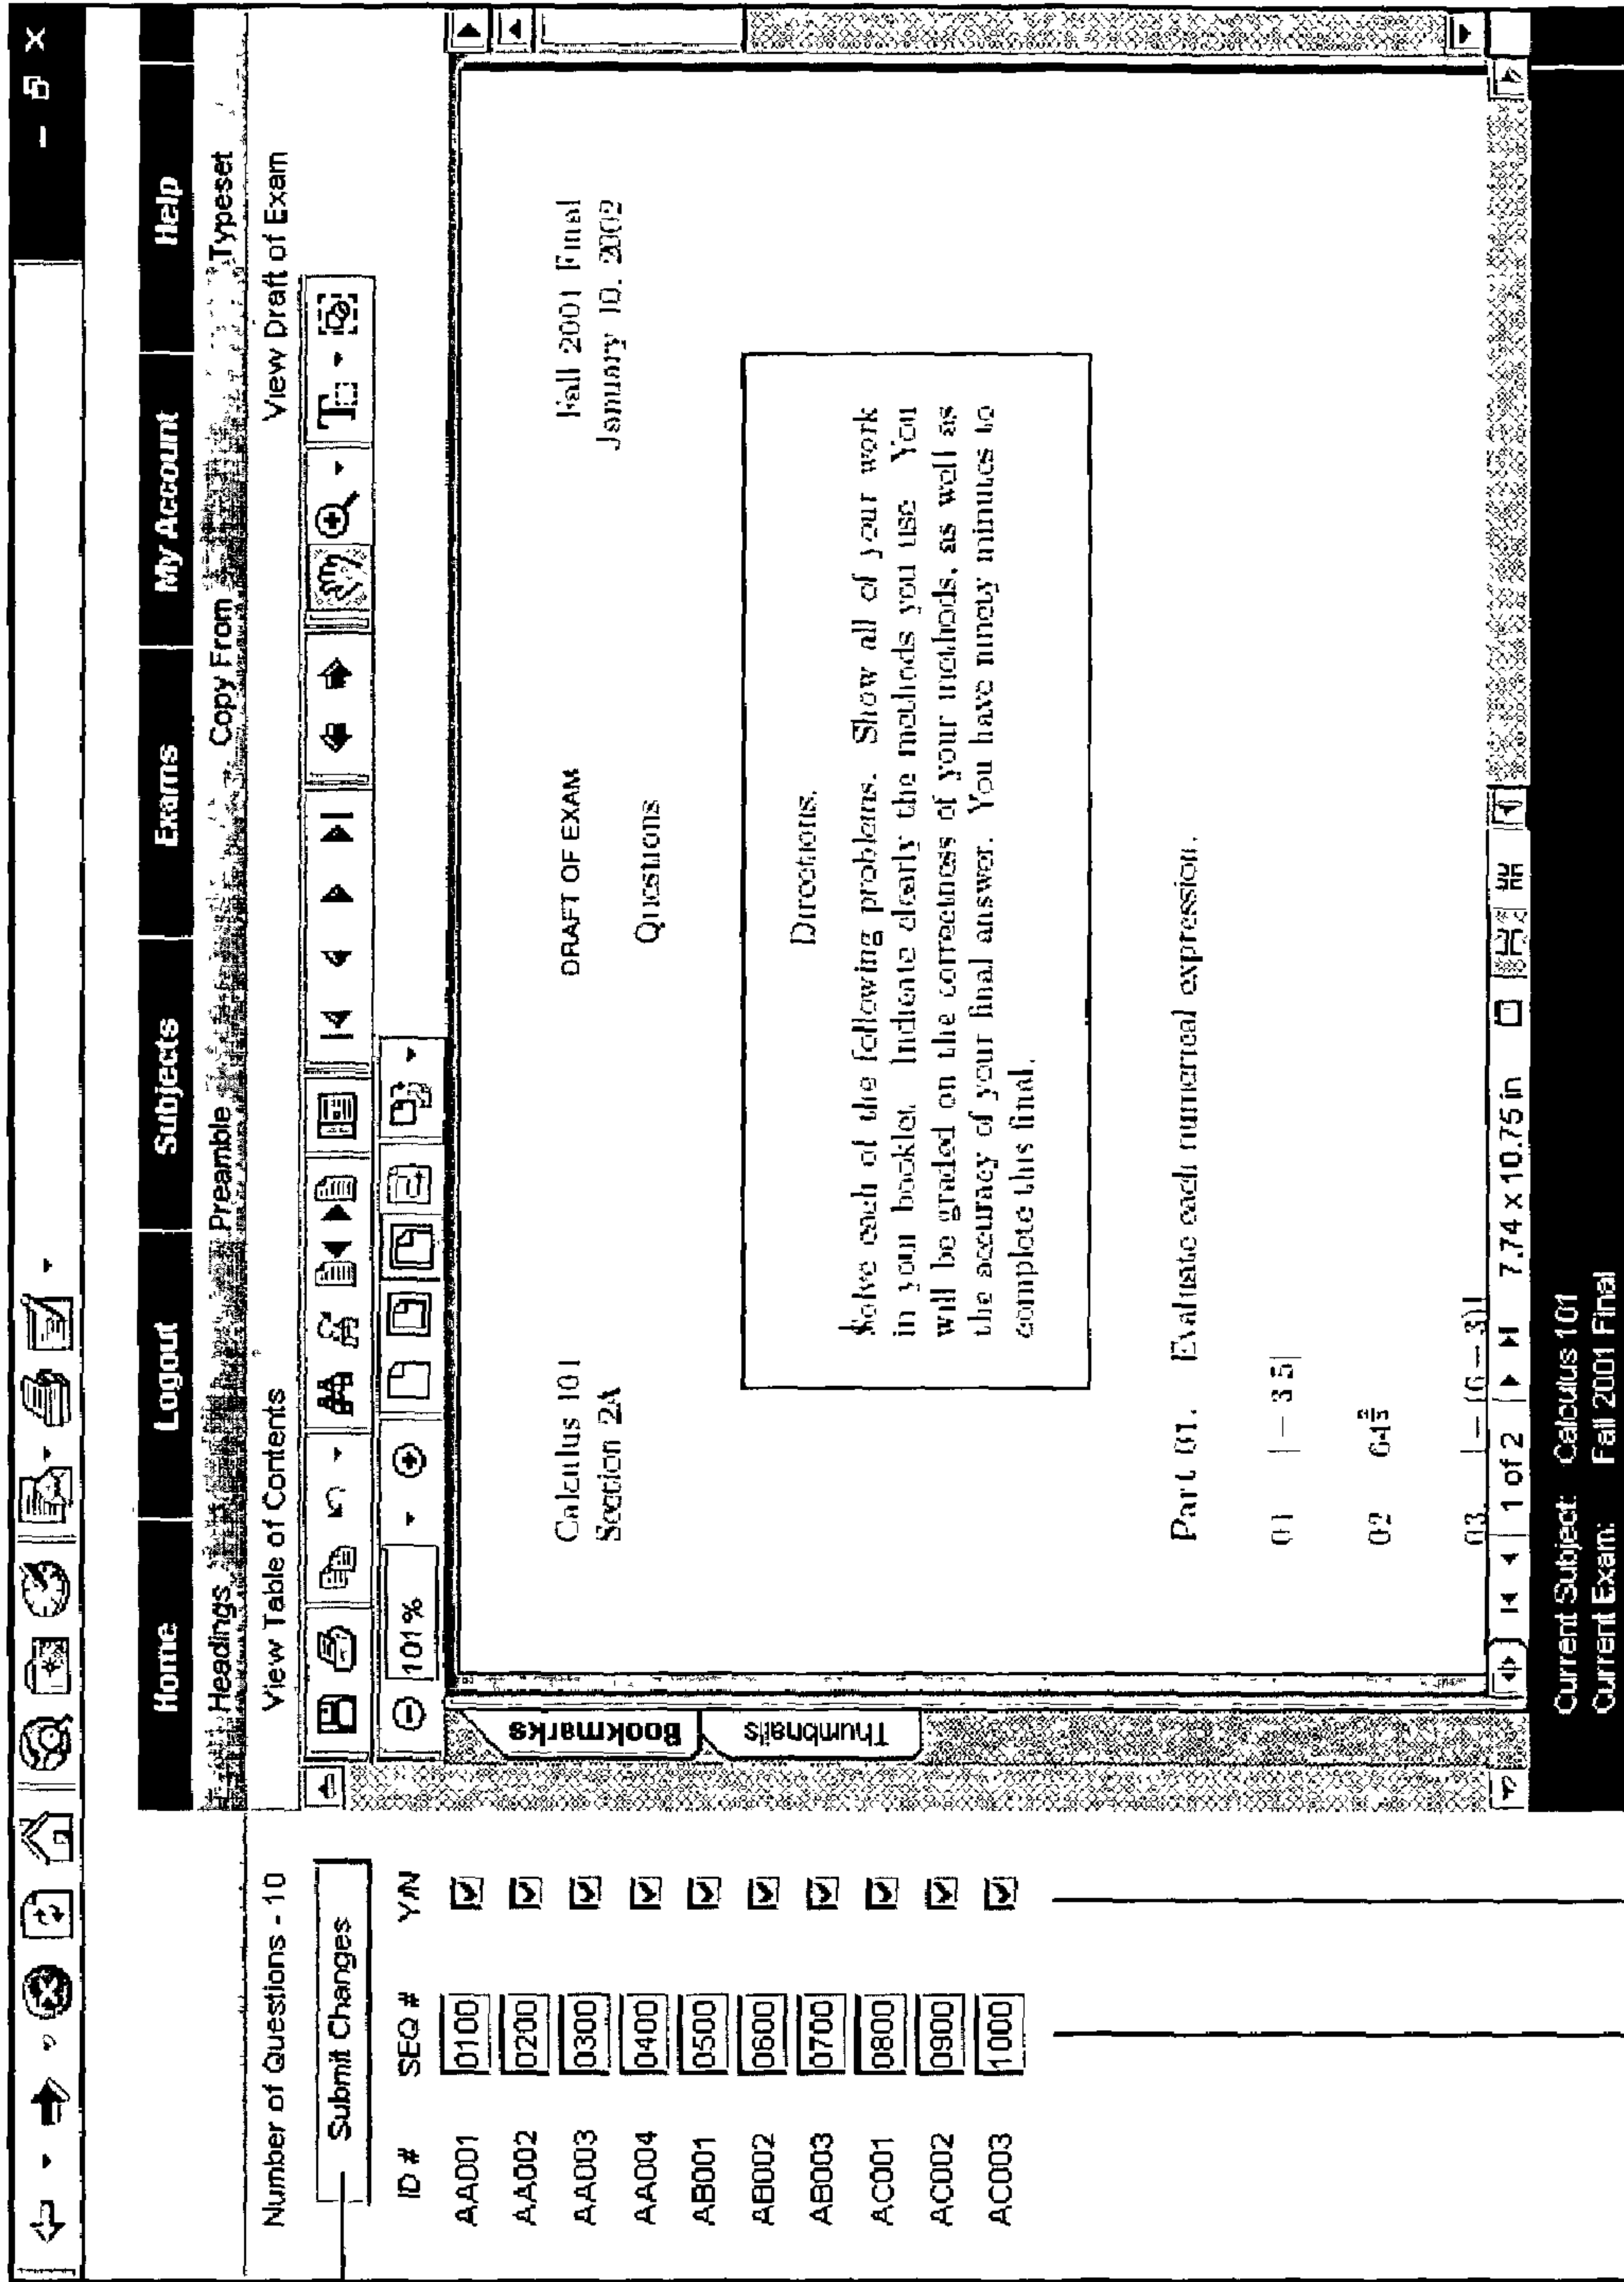 Home Logout Subjects Exams My Account Help
Headings Preamble Copy From Typeset
View Table of Contents View Draft of Exam
Number of Questions - 10
Submit Changes
ID # SEQ # Y/N
AA001 0100
AA002 0200
AA003 0300
AA004 0400
AB001 0500
AB002 0600
AB003 0700
AC001 0800
AC002 0900
AC003 1000
101%
Bookmarks
Thumbnails
Calculus 101 DRAFT OF EXAM Fall 2001 Final
Section 2A January 10, 2002
Questions
Directions.
Solve each of the following problems. Show all of your work
in your booklet. Indicate clearly the methods you use. You
will be graded on the correctness of your methods, as well as
the accuracy of your final answer. You have ninety minutes to
complete this final.
Part 01. Evaluate each numerical expression.
01 |-3.5|
02 64⅔
03 |-(6-3)|
1 of 2 7.74 x 10.75 in
Current Subject: Calculus 101
Current Exam: Fall 2001 Final